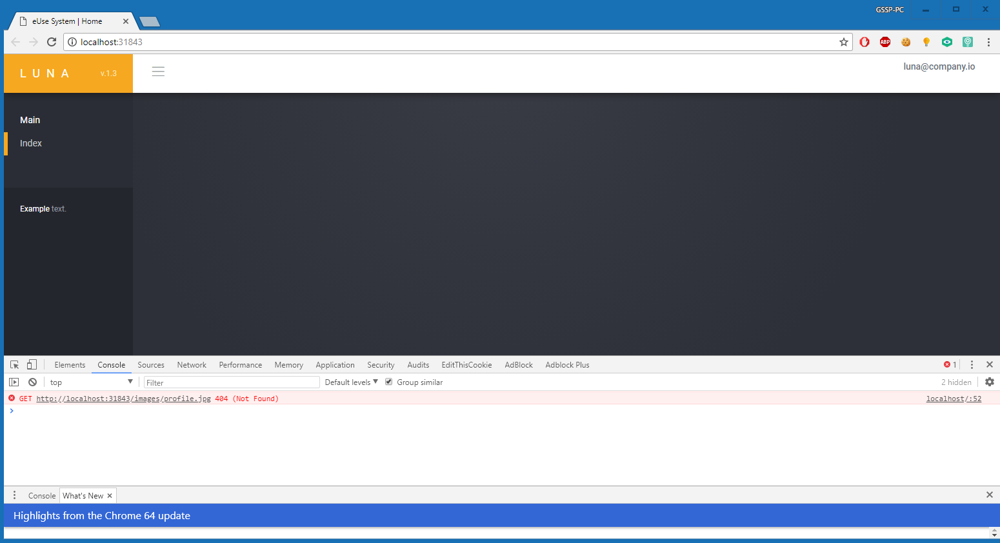 GSSP-PC
eUse System | Home
localhost:31843
ABP
LUNA v.1.3
luna@company.io
Main
Index
Example text.
Elements Console Sources Network Performance Memory Application Security Audits EditThisCookie AdBlock Adblock Plus 1
top Filter Default levels Group similar 2 hidden
GET http://localhost:31843/images/profile.jpg 404 (Not Found) localhost/:52
Console What's New
Highlights from the Chrome 64 update